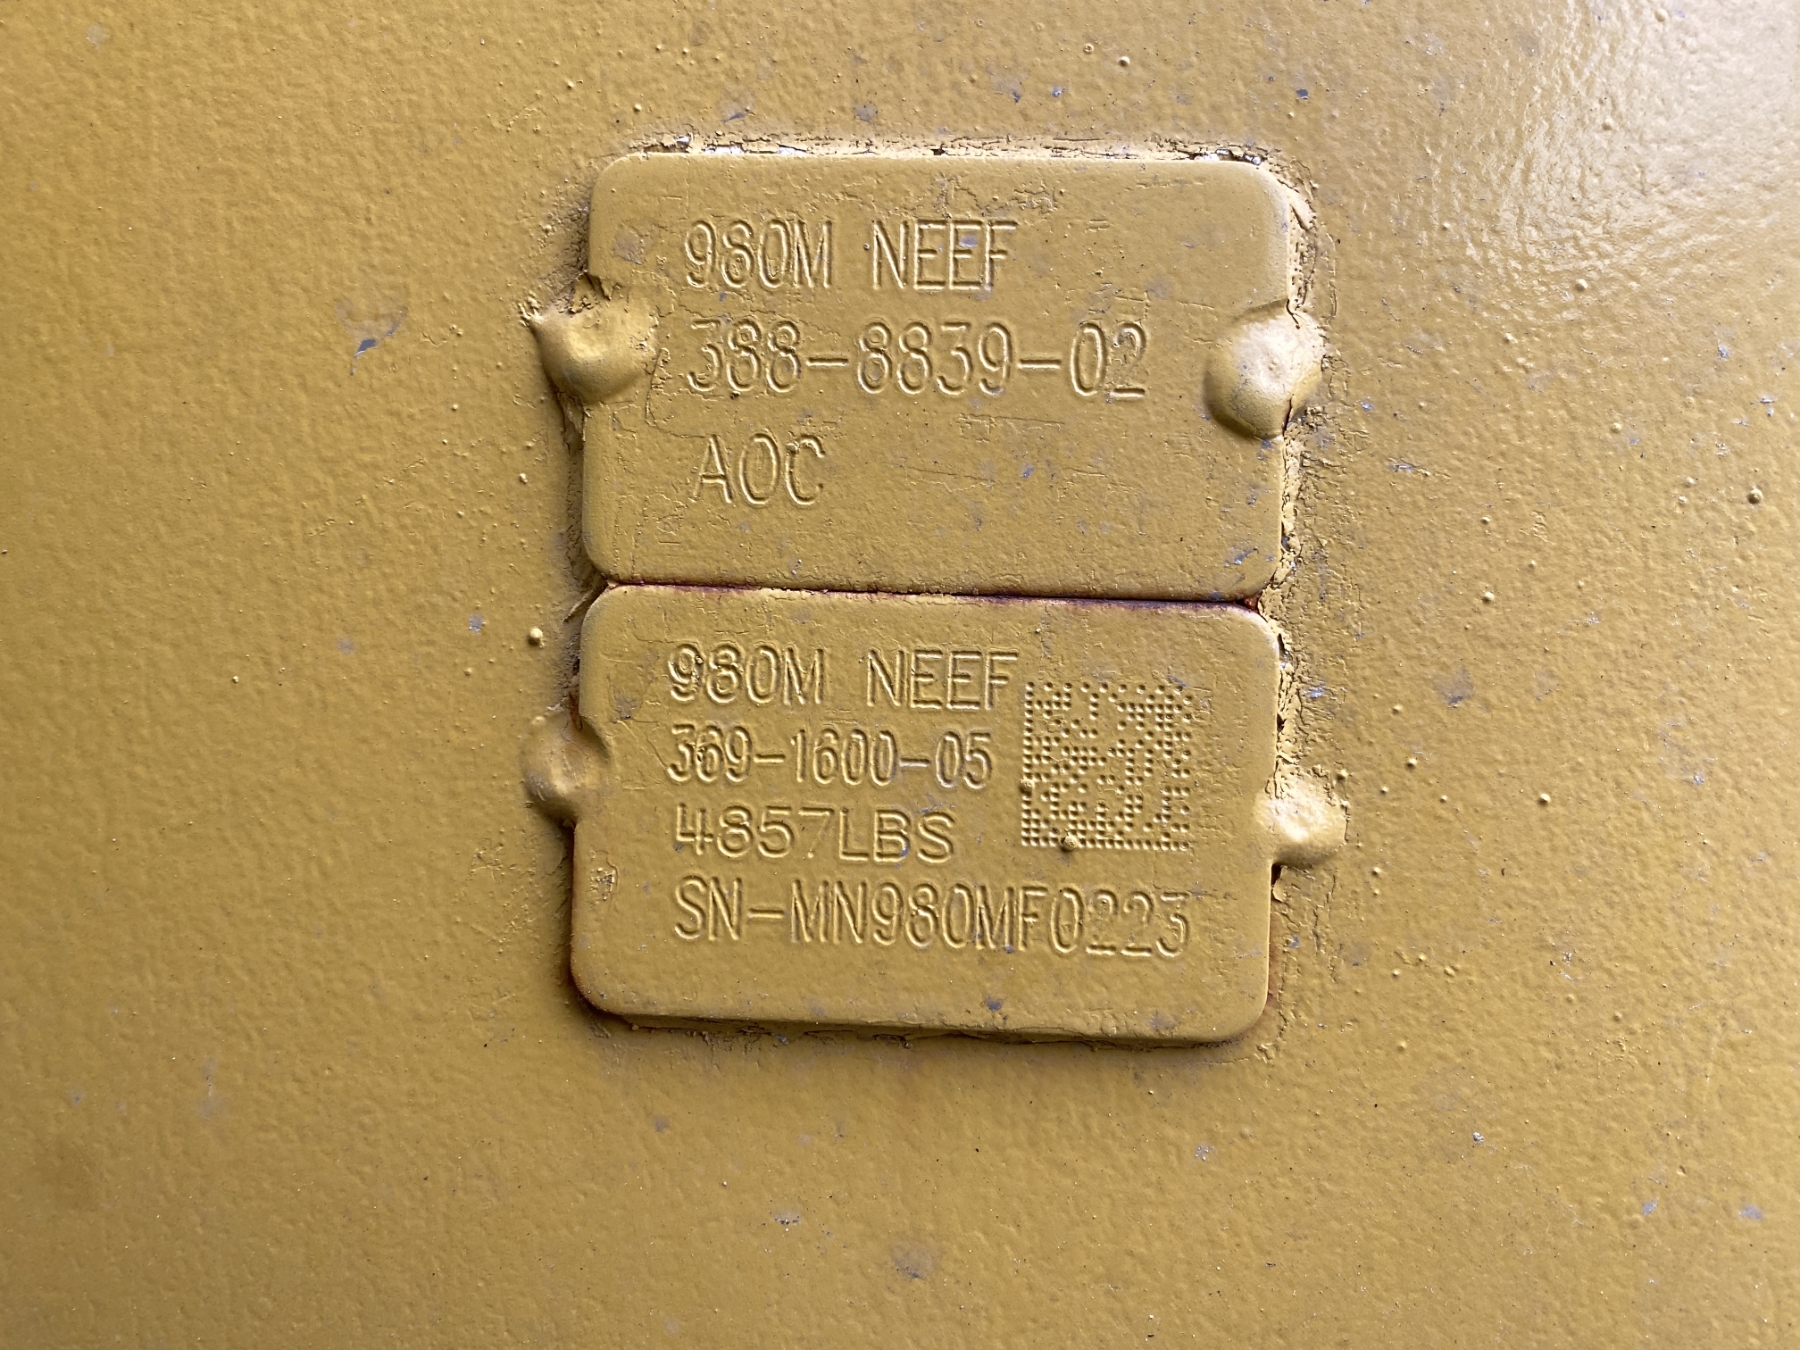 980M NEEF
388-8839-02
AOC
980M NEEF
369-1600-05
4857LBS
SN-MN980MF0223